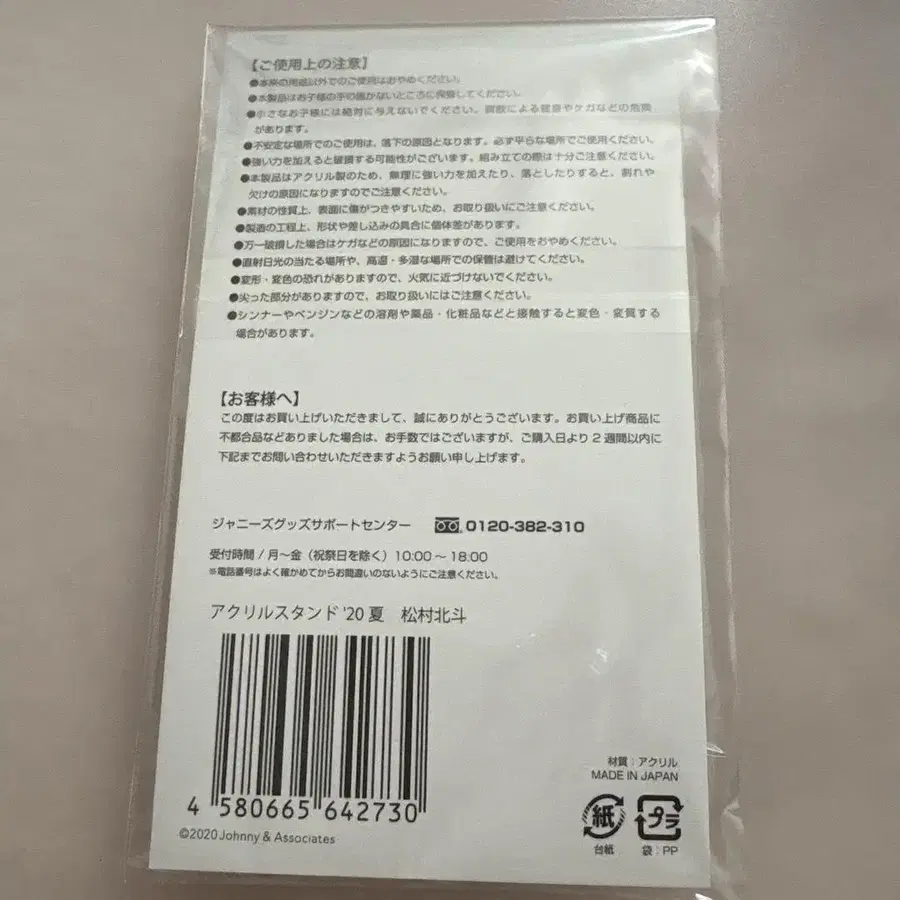 【ご使用上の注意】
●本来の用途以外でのご使用はおやめください。
●本製品はお子様の手の届かないところに保管してください。
●小さなお子様には絶対に与えないでください。誤飲による窒息やケガなどの危険
があります。
●不安定な場所でのご使用は、落下の原因となります。必ず平らな場所でご使用ください。
●強い力を加えると破損する可能性がございます。組み立ての際は十分ご注意ください。
●本製品はアクリル製のため、無理に強い力を加えたり、落としたりすると、割れや
欠けの原因になりますのでご注意ください。
●素材の性質上、表面に傷がつきやすいため、お取り扱いにご注意ください。
●製造の工程上、形状や差し込みの具合に個体差があります。
●万一破損した場合はケガなどの原因になりますので、ご使用をおやめください。
●直射日光の当たる場所や、高温・多湿な場所での保管は避けてください。
●変形・変色の恐れがありますので、火気に近づけないでください。
●尖った部分がありますので、お取り扱いにはご注意ください。
●シンナーやベンジンなどの溶剤や薬品・化粧品などと接触すると変色・変質する
場合があります。
【お客様へ】
この度はお買い上げいただきまして、誠にありがとうございます。お買い上げ商品に
不都合品などありました場合は、お手数ではございますが、ご購入日より2週間以内に
下記までお問い合わせいただきますようお願い申し上げます。
ジャニーズグッズサポートセンター 0120-382-310
受付時間/月〜金（祝祭日を除く）10:00〜18:00
※電話番号はよく確かめてからお間違いのないようにご注意ください。
アクリルスタンド'20夏 松村北斗
4 580665 642730
©2020 Johnny & Associates
材質：アクリル
MADE IN JAPAN
紙
台紙
プラ
袋：PP